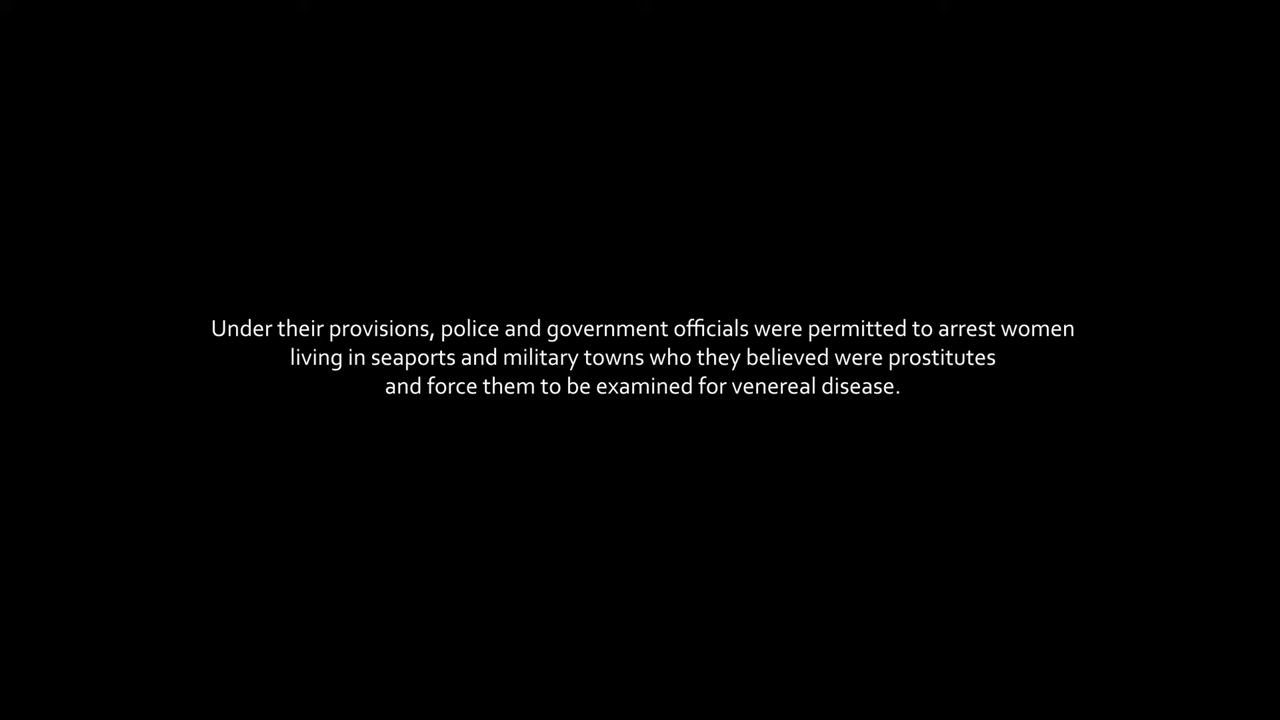 Under their provisions, police and government officials were permitted to arrest women
living in seaports and military towns who they believed were prostitutes
and force them to be examined for venereal disease.